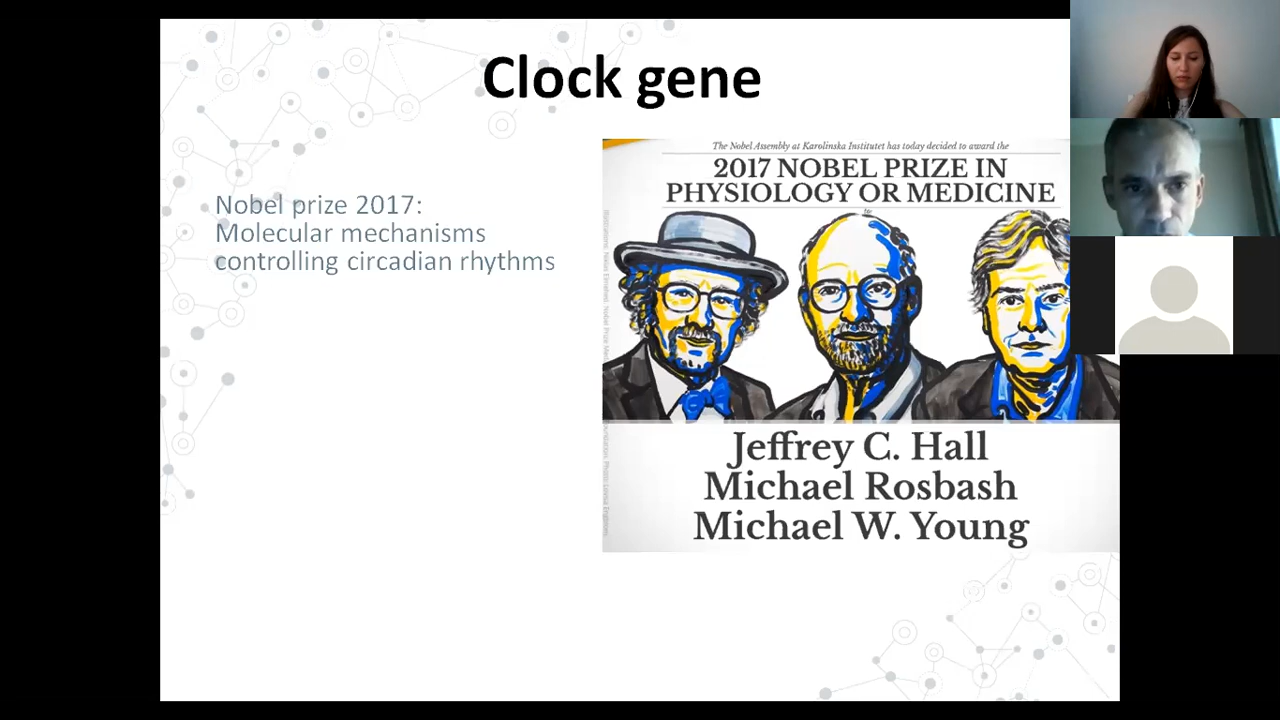 Clock gene
Nobel prize 2017:
Molecular mechanisms
controlling circadian rhythms
The Nobel Assembly at Karolinska Institutet has today decided to award the
2017 NOBEL PRIZE IN
PHYSIOLOGY OR MEDICINE
for
Jeffrey C. Hall
Michael Rosbash
Michael W. Young